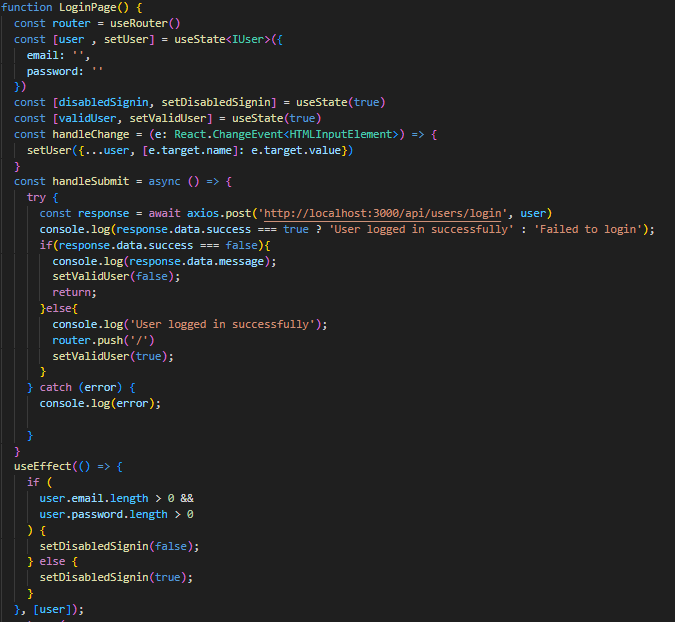 function LoginPage() {
  const router = useRouter()
  const [user , setUser] = useState<IUser>({
    email: '',
    password: ''
  })
  const [disabledSignin, setDisabledSignin] = useState(true)
  const [validUser, setValidUser] = useState(true)
  const handleChange = (e: React.ChangeEvent<HTMLInputElement>) => {
    setUser({...user, [e.target.name]: e.target.value})
  }
  const handleSubmit = async () => {
    try {
      const response = await axios.post('http://localhost:3000/api/users/login', user)
      console.log(response.data.success === true ? 'User logged in successfully' : 'Failed to login');
      if(response.data.success === false){
        console.log(response.data.message);
        setValidUser(false);
        return;
      }else{
        console.log('User logged in successfully');
        router.push('/')
        setValidUser(true);
      }
    } catch (error) {
      console.log(error);

    }
  }
  useEffect(() => {
    if (
      user.email.length > 0 &&
      user.password.length > 0
    ) {
      setDisabledSignin(false);
    } else {
      setDisabledSignin(true);
    }
  }, [user]);